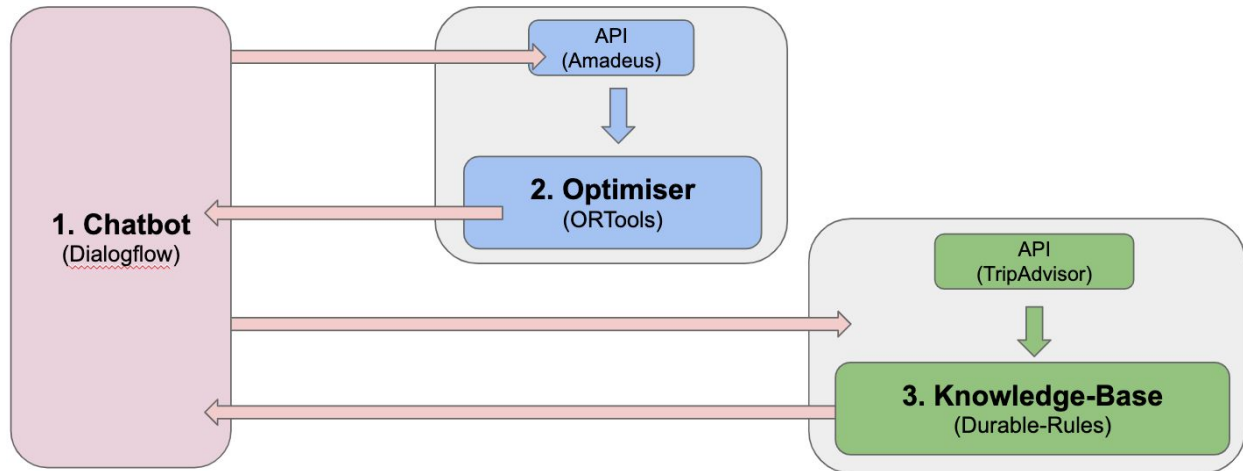 1. Chatbot
(Dialogflow)
API
(Amadeus)
2. Optimiser
(ORTools)
API
(TripAdvisor)
3. Knowledge-Base
(Durable-Rules)